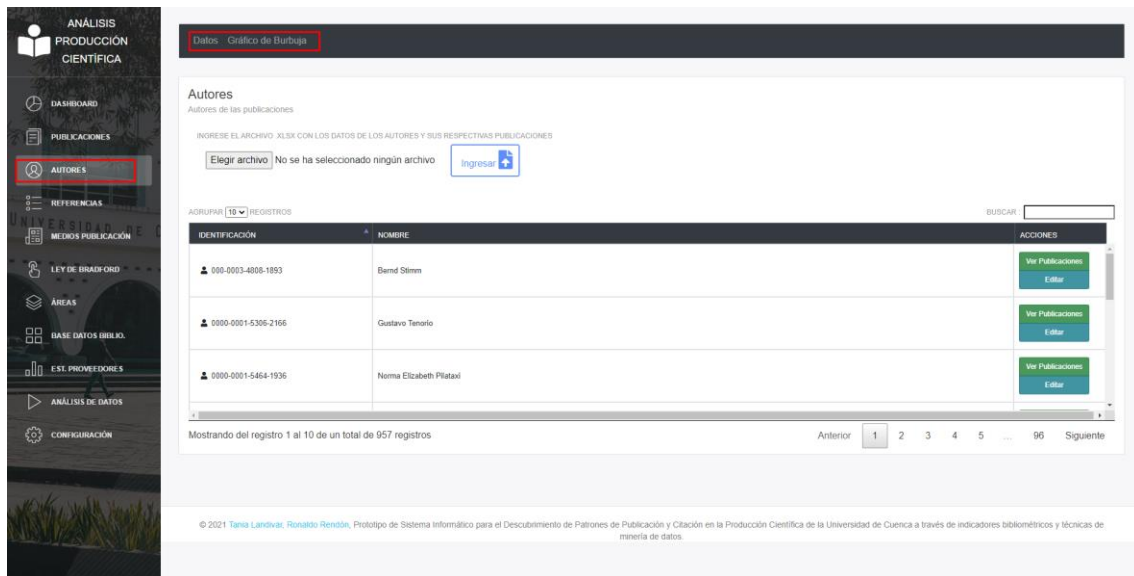 ANÁLISIS
PRODUCCIÓN
CIENTÍFICA
DASHBOARD
PUBLICACIONES
AUTORES
REFERENCIAS
MEDIOS PUBLICACIÓN
LEY DE BRADFORD
ÁREAS
BASE DATOS BIBLIO.
EST. PROVEEDORES
ANÁLISIS DE DATOS
CONFIGURACIÓN
UNIVERSIDAD DE
Datos Gráfico de Burbuja
Autores
Autores de las publicaciones
INGRESE EL ARCHIVO .XLSX CON LOS DATOS DE LOS AUTORES Y SUS RESPECTIVAS PUBLICACIONES
Elegir archivo No se ha seleccionado ningún archivo Ingresar
AGRUPAR 10 REGISTROS BUSCAR :
IDENTIFICACIÓN NOMBRE ACCIONES
000-0003-4808-1893 Bernd Stimm Ver Publicaciones
Editar
0000-0001-5306-2166 Gustavo Tenorio Ver Publicaciones
Editar
0000-0001-5464-1936 Norma Elizabeth Pilataxi Ver Publicaciones
Editar
Mostrando del registro 1 al 10 de un total de 957 registros Anterior 1 2 3 4 5 ... 96 Siguiente
© 2021 Tania Landivar, Ronaldo Rendón, Prototipo de Sistema Informático para el Descubrimiento de Patrones de Publicación y Citación en la Producción Científica de la Universidad de Cuenca a través de indicadores bibliométricos y técnicas de
minería de datos.